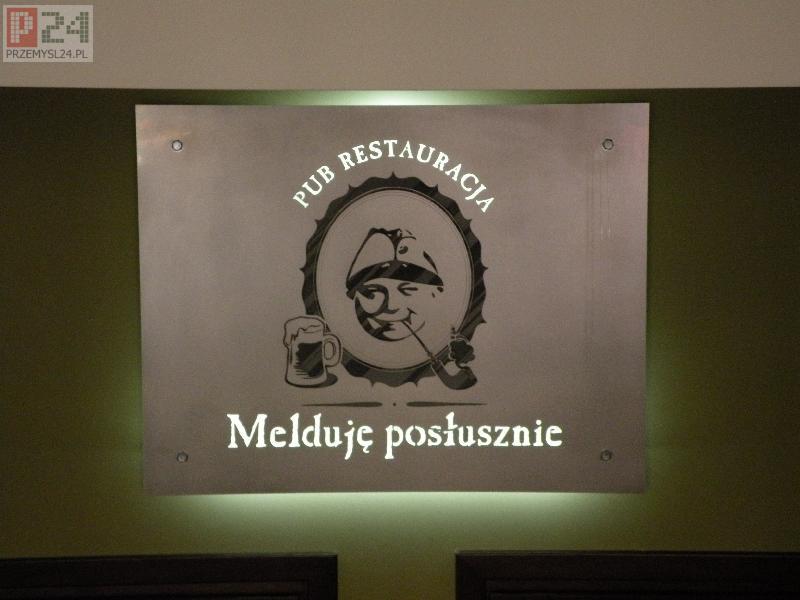 P24
PRZEMYSL24.PL
PUB RESTAURACJA
Melduję posłusznie